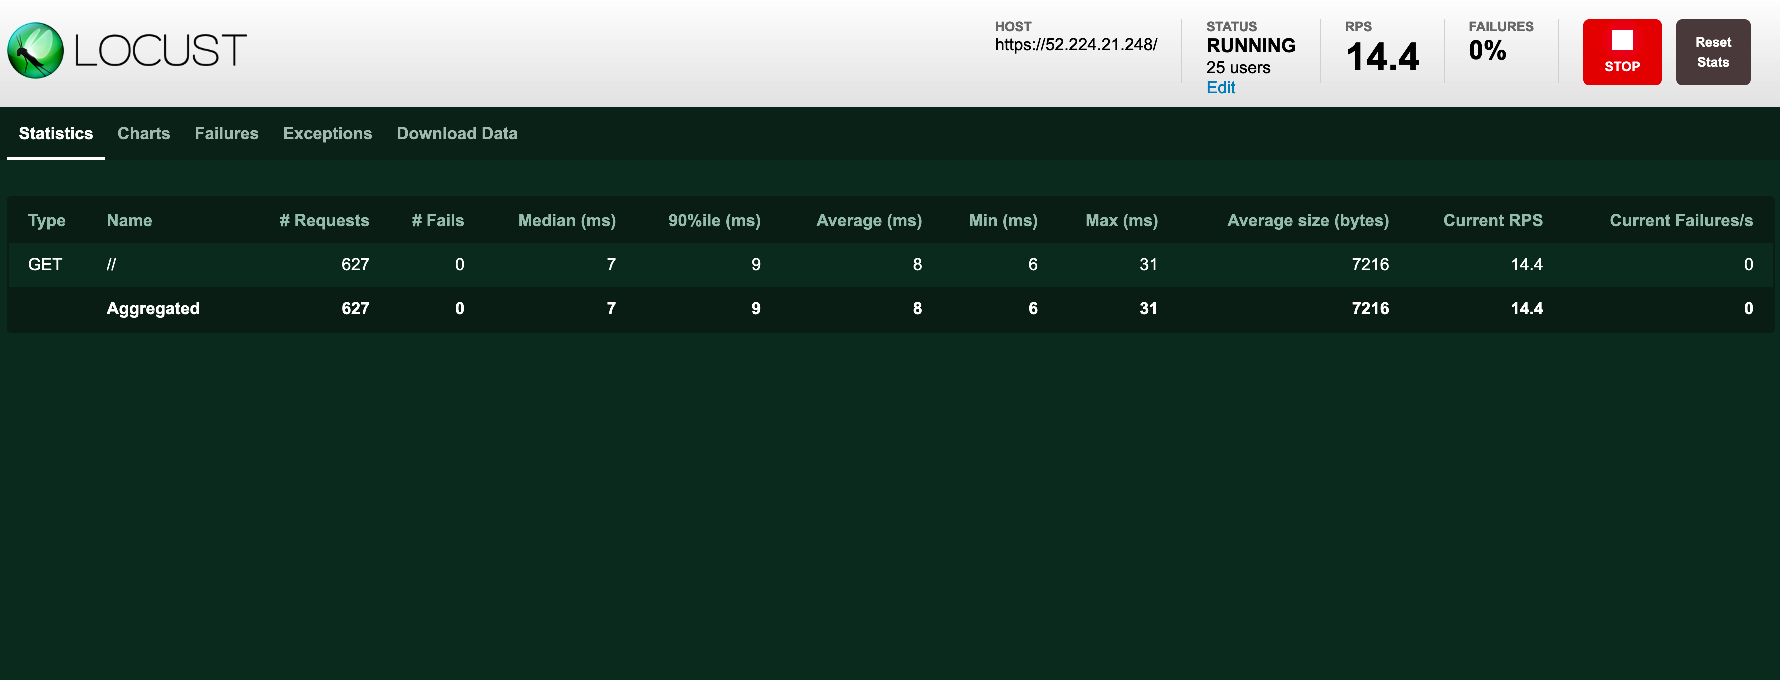 LOCUST
HOST
https://52.224.21.248/
STATUS
RUNNING
25 users
Edit
RPS
14.4
FAILURES
0%
STOP
Reset
Stats
Statistics Charts Failures Exceptions Download Data
Type Name # Requests # Fails Median (ms) 90%ile (ms) Average (ms) Min (ms) Max (ms) Average size (bytes) Current RPS Current Failures/s
GET // 627 0 7 9 8 6 31 7216 14.4 0
Aggregated 627 0 7 9 8 6 31 7216 14.4 0